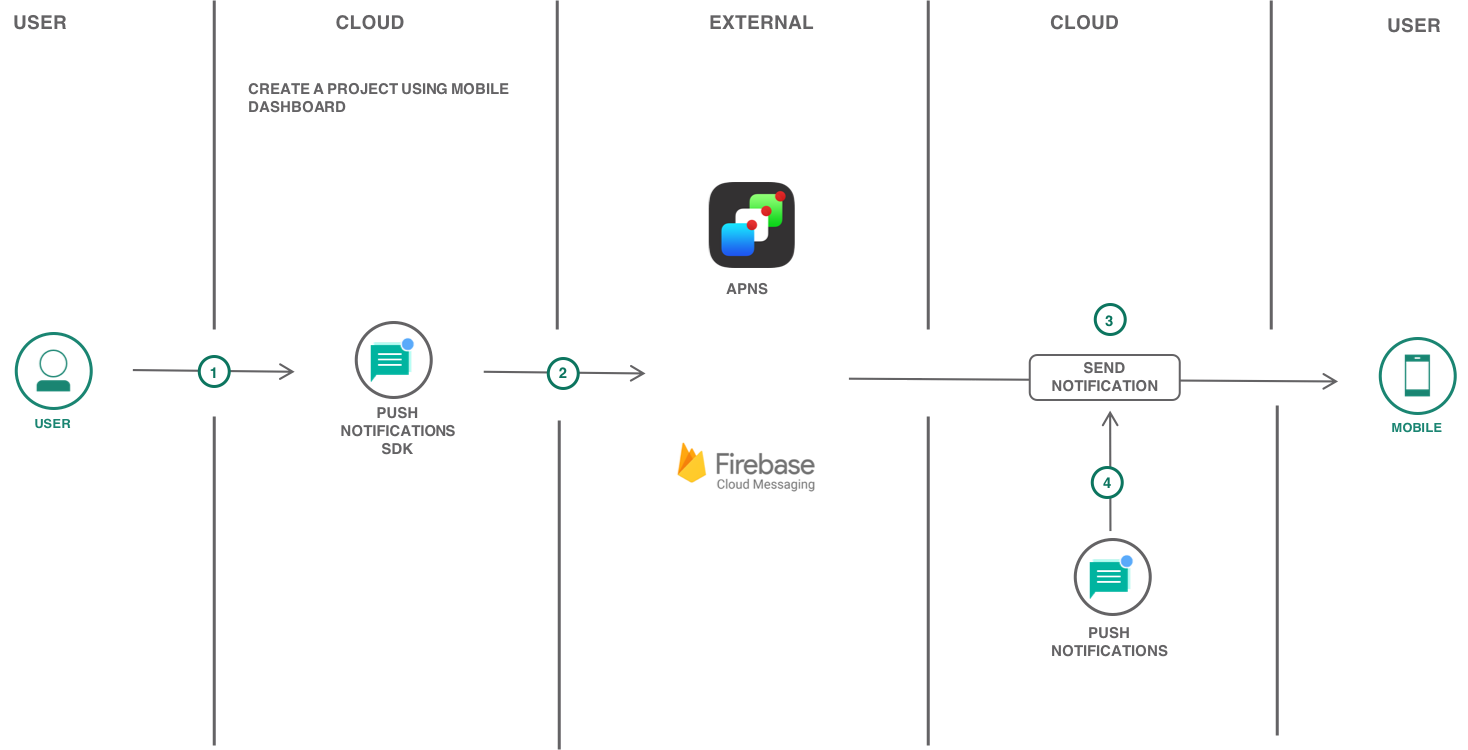 USER
CLOUD
EXTERNAL
CLOUD
USER
CREATE A PROJECT USING MOBILE
DASHBOARD
APNS
1
PUSH
NOTIFICATIONS
SDK
USER
2
Firebase
Cloud Messaging
3
SEND
NOTIFICATION
MOBILE
4
PUSH
NOTIFICATIONS